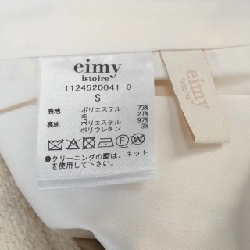 eimy
istoire
1124520041 0
S
表地 ポリエステル
毛
裏地 ポリエステル
ポリウレタン 3%
●クリーニングの際は、ネット
を使用して下さい。
eimy